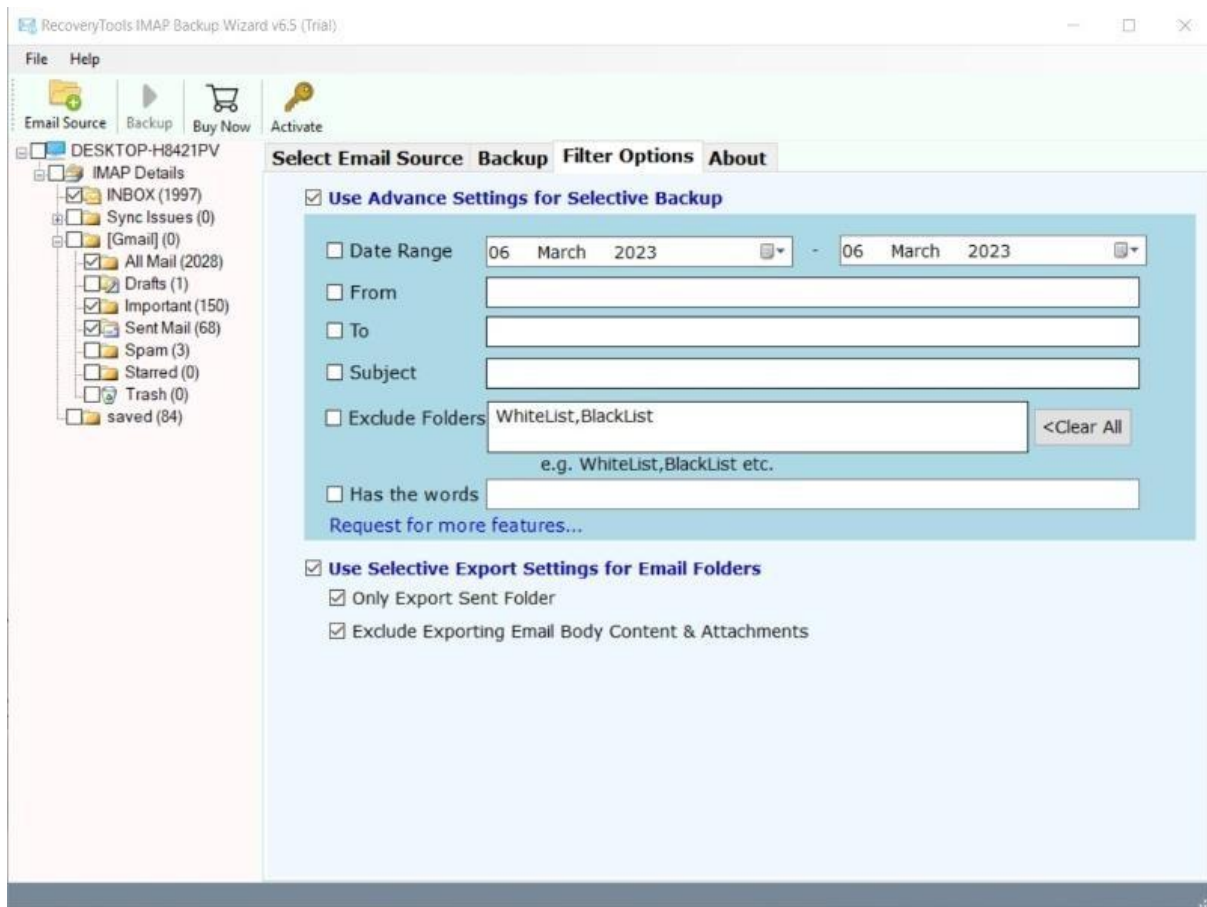 RecoveryTools IMAP Backup Wizard v6.5 (Trial)
File Help
Email Source Backup Buy Now Activate
DESKTOP-H8421PV
IMAP Details
INBOX (1997)
Sync Issues (0)
[Gmail] (0)
All Mail (2028)
Drafts (1)
Important (150)
Sent Mail (68)
Spam (3)
Starred (0)
Trash (0)
saved (84)
Select Email Source Backup Filter Options About
Use Advance Settings for Selective Backup
Date Range 06 March 2023 - 06 March 2023
From
To
Subject
Exclude Folders WhiteList,BlackList <Clear All
e.g. WhiteList,BlackList etc.
Has the words
Request for more features...
Use Selective Export Settings for Email Folders
Only Export Sent Folder
Exclude Exporting Email Body Content & Attachments